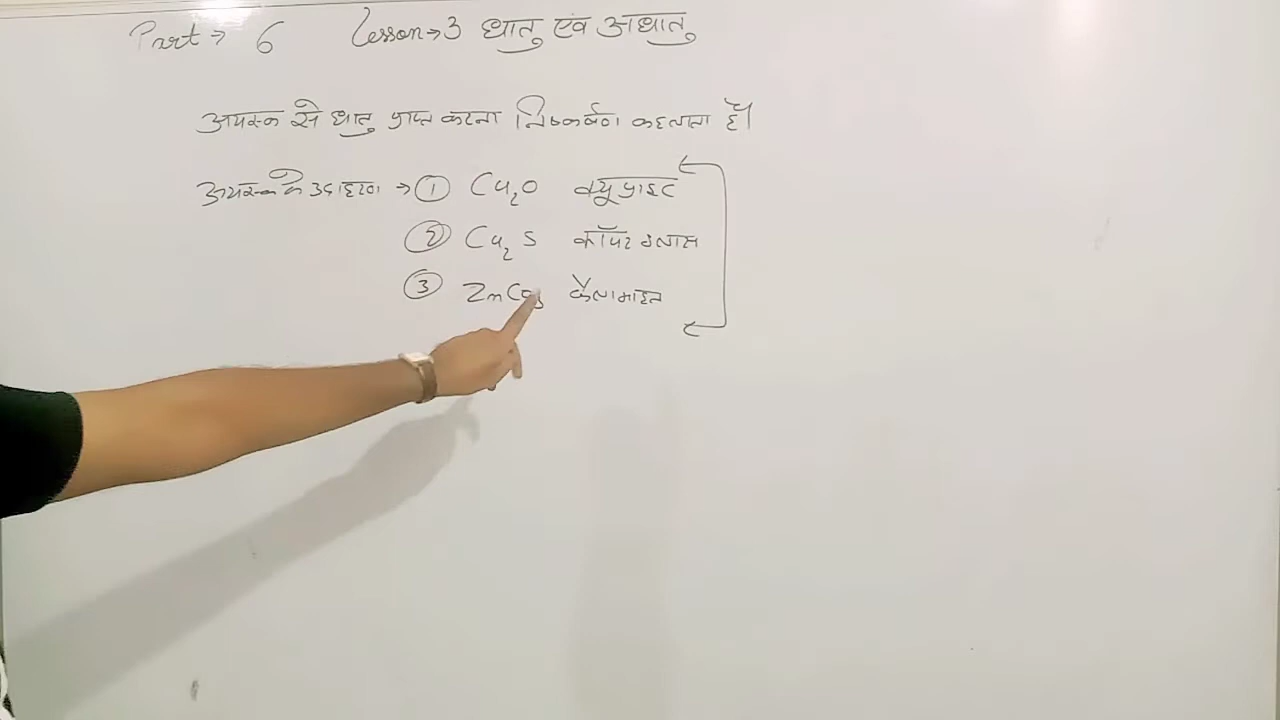 Part → 6 Lesson → 3 धातु एवं अधातु
अयस्क से धातु प्राप्त करना निष्कर्षण कहलाता है।
अयस्क के उदाहरण → ① Cu₂O क्यूप्राइट
② Cu₂S कॉपर ग्लास
③ ZnCO₃ कैलामाइन